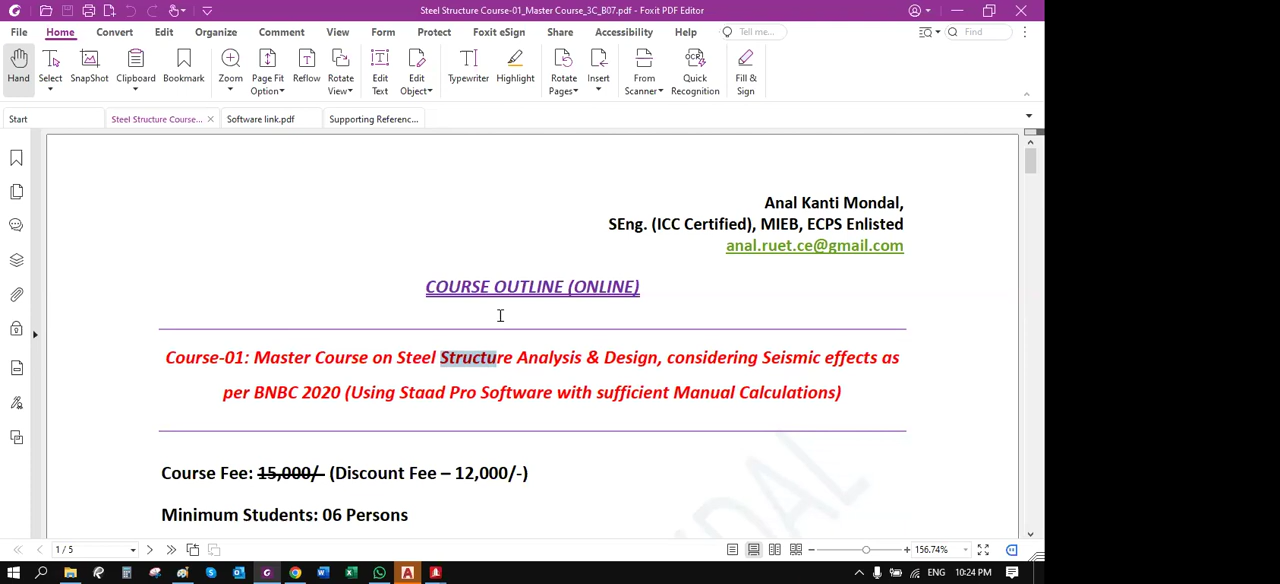 Steel Structure Course-01_Master Course_3C_B07.pdf - Foxit PDF Editor
File Home Convert Edit Organize Comment View Form Protect Foxit eSign Share Accessibility Help Tell me... Find
Hand Select SnapShot Clipboard Bookmark Zoom Page Fit Option Reflow Rotate View Edit Text Edit Object Typewriter Highlight Rotate Pages Insert From Scanner OCR Quick Recognition Fill & Sign
Start Steel Structure Course... Software link.pdf Supporting Referenc...
Anal Kanti Mondal,
SEng. (ICC Certified), MIEB, ECPS Enlisted
anal.ruet.ce@gmail.com
COURSE OUTLINE (ONLINE)
Course-01: Master Course on Steel Structure Analysis & Design, considering Seismic effects as
per BNBC 2020 (Using Staad Pro Software with sufficient Manual Calculations)
Course Fee: 15,000/- (Discount Fee – 12,000/-)
Minimum Students: 06 Persons
1 / 5 156.74%
ENG 10:24 PM